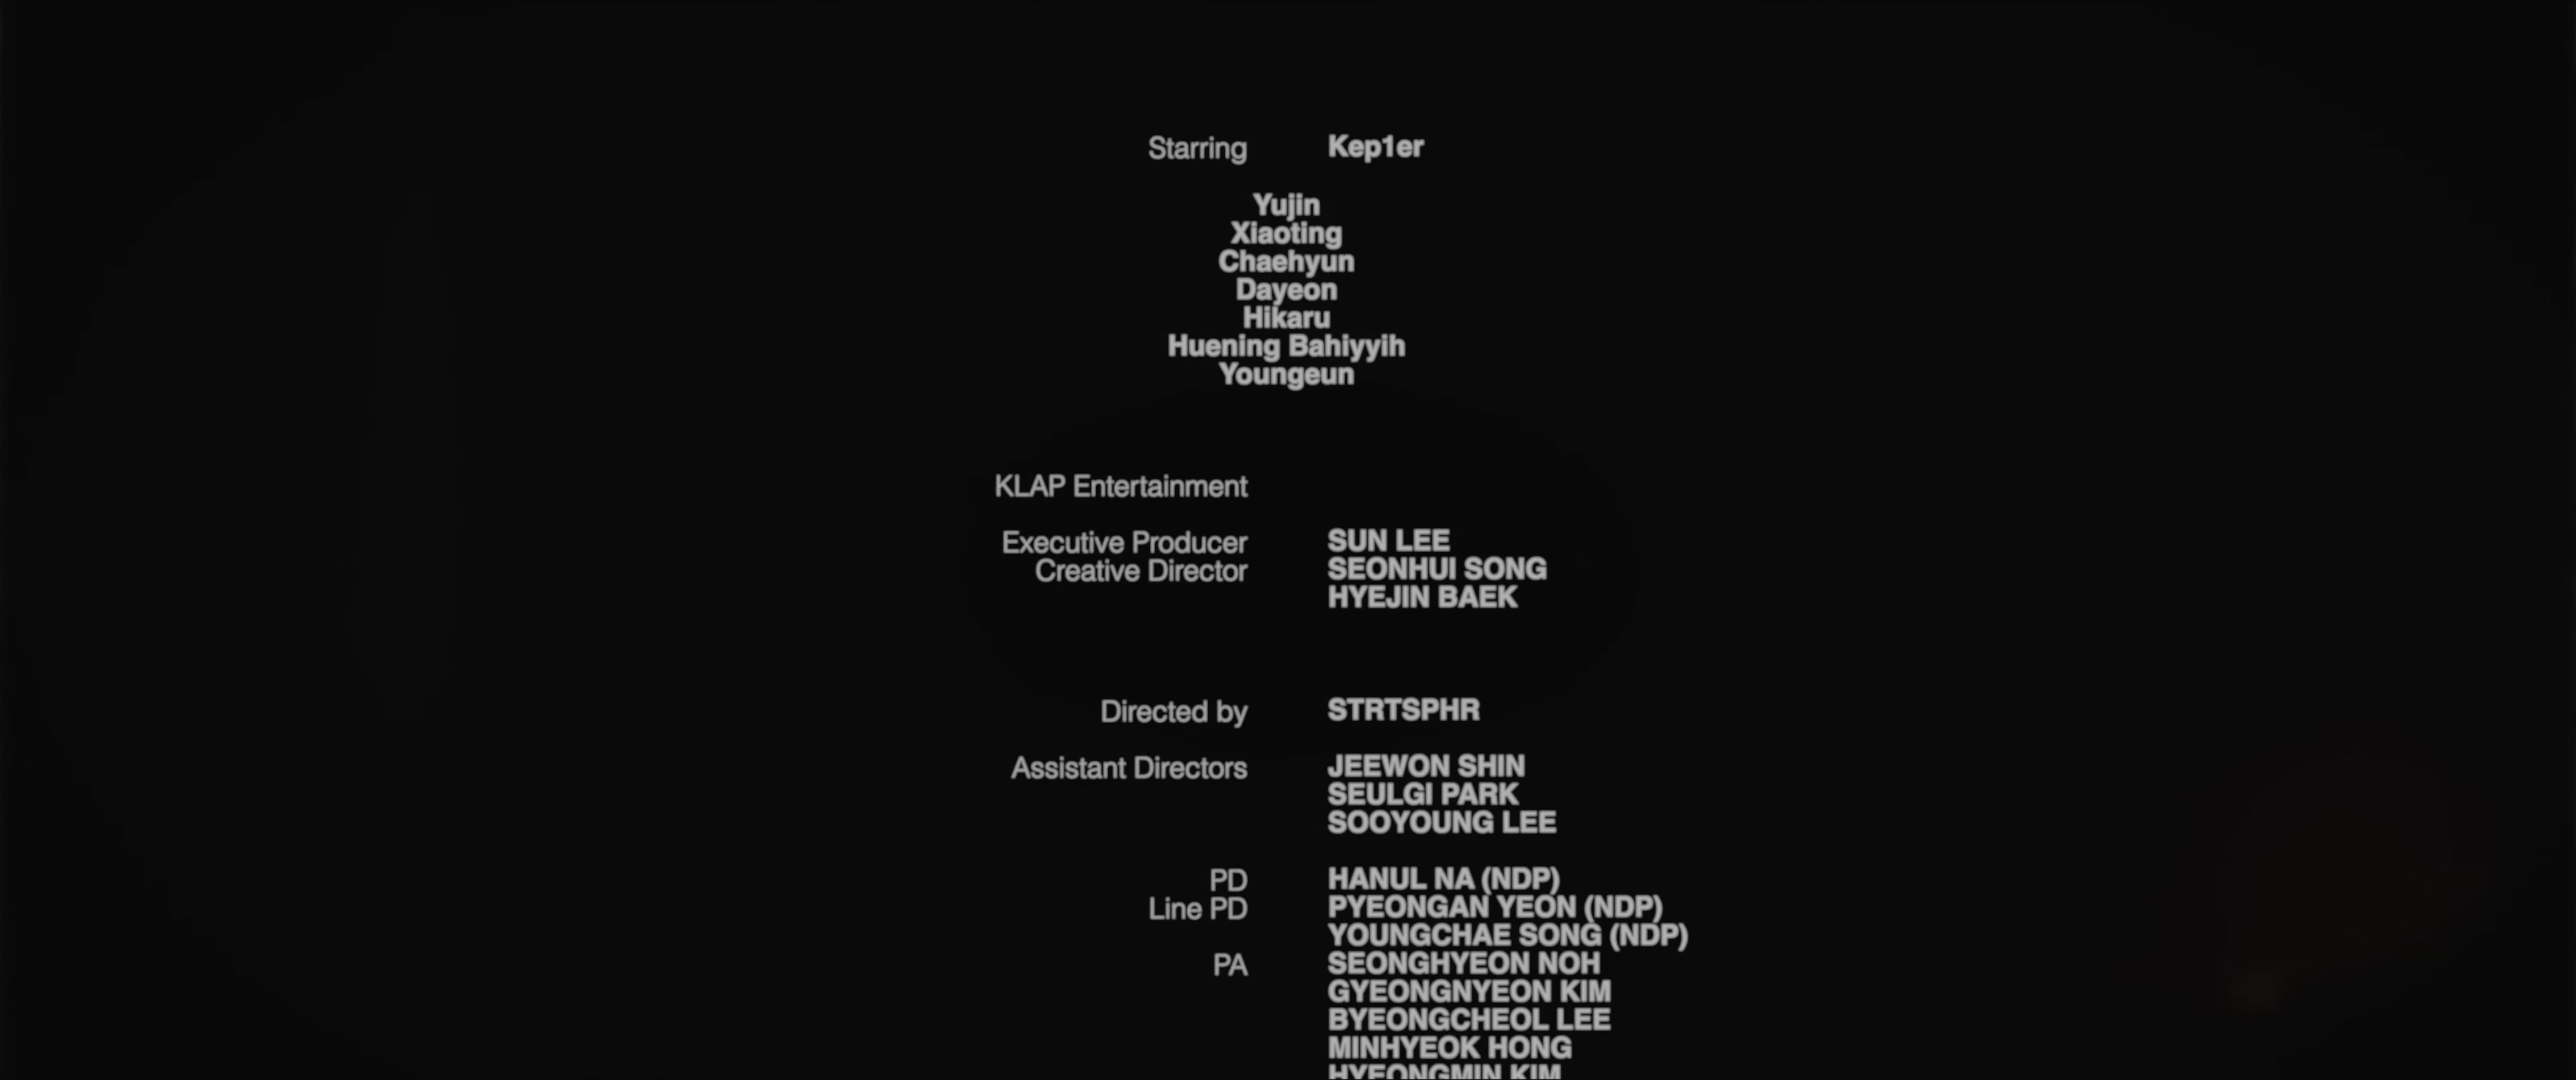 Starring Kep1er
Yujin
Xiaoting
Chaehyun
Dayeon
Hikaru
Huening Bahiyyih
Youngeun
KLAP Entertainment
Executive Producer SUN LEE
Creative Director SEONHUI SONG
HYEJIN BAEK
Directed by STRTSPHR
Assistant Directors JEEWON SHIN
SEULGI PARK
SOOYOUNG LEE
PD HANUL NA (NDP)
Line PD PYEONGAN YEON (NDP)
YOUNGCHAE SONG (NDP)
PA SEONGHYEON NOH
GYEONGNYEON KIM
BYEONGCHEOL LEE
MINHYEOK HONG
HYEONGMIN KIM